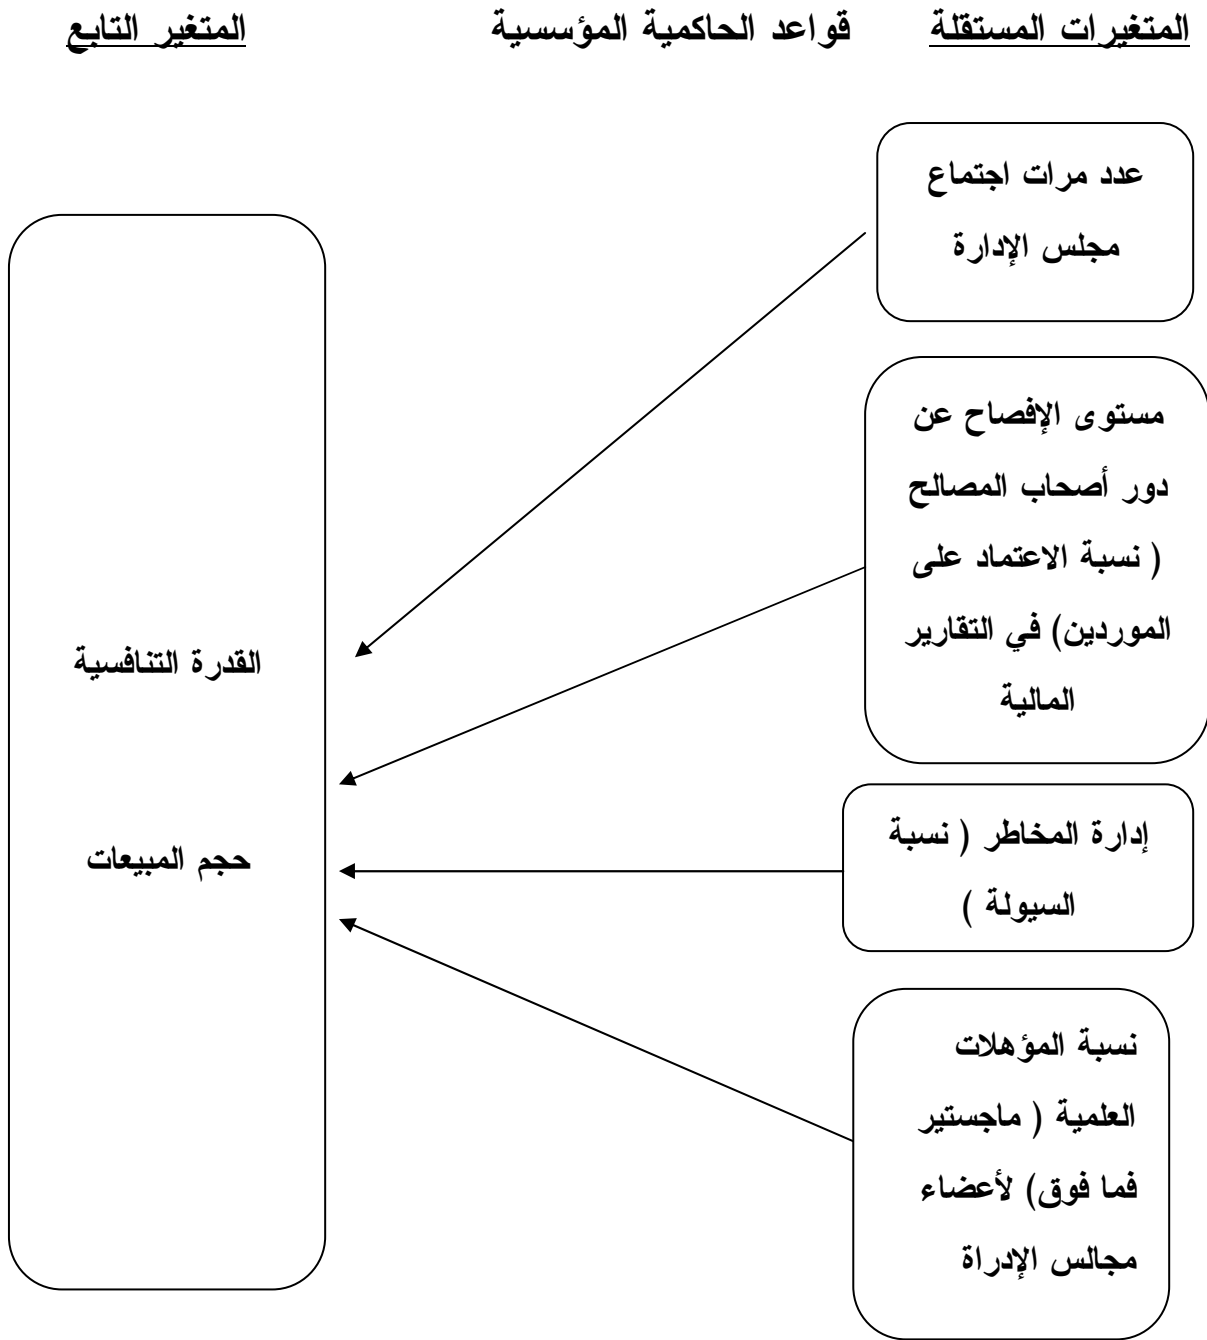 المتغيرات المستقلة قواعد الحاكمية المؤسسية المتغير التابع
عدد مرات اجتماع
مجلس الإدارة
مستوى الإفصاح عن
دور أصحاب المصالح
( نسبة الاعتماد على
الموردين) في التقارير
المالية
إدارة المخاطر ( نسبة
السيولة )
نسبة المؤهلات
العلمية ( ماجستير
فما فوق) لأعضاء
مجالس الإدراة
القدرة التنافسية
حجم المبيعات